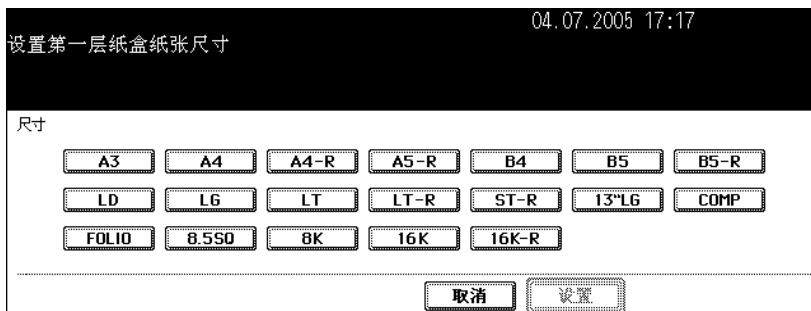 04.07.2005 17:17
设置第一层纸盒纸张尺寸
尺寸
A3 A4 A4-R A5-R B4 B5 B5-R
LD LG LT LT-R ST-R 13"LG COMP
FOLIO 8.5SQ 8K 16K 16K-R
取消 设置